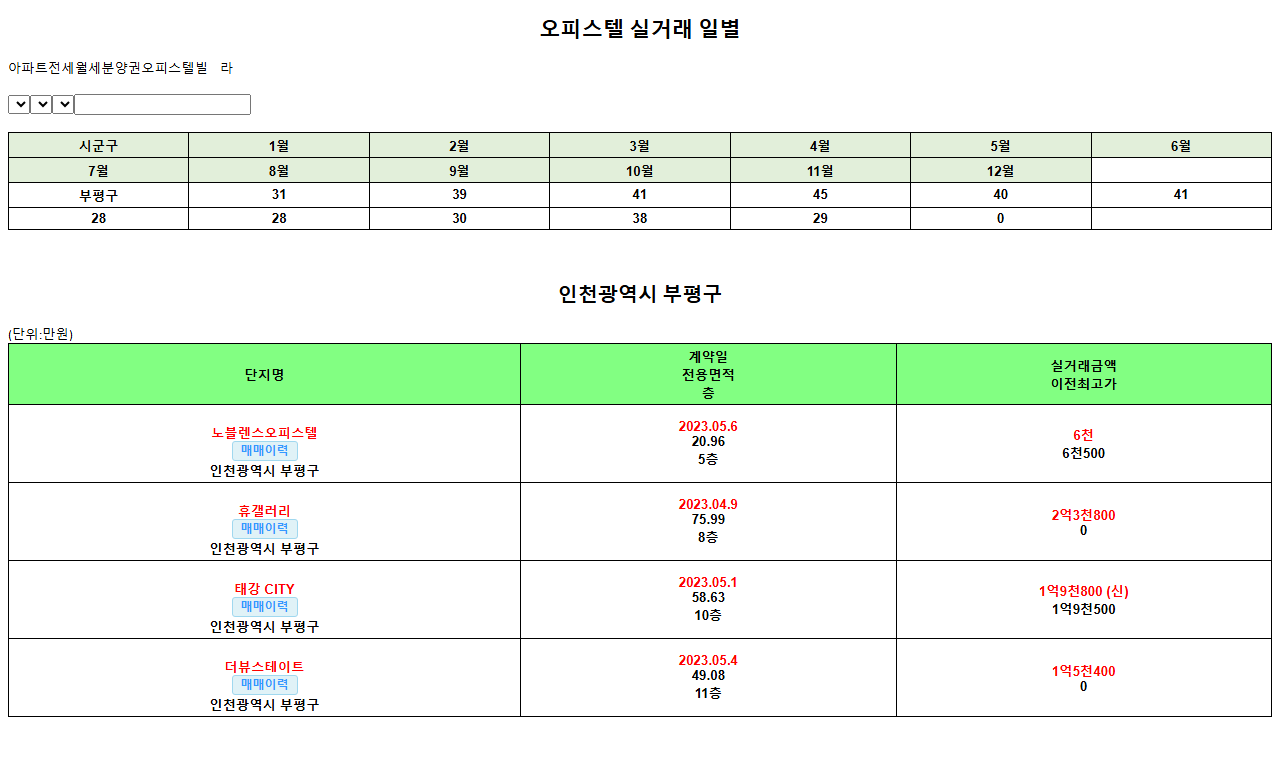 오피스텔 실거래 일별
아파트전세월세분양권오피스텔빌 라
시군구 1월 2월 3월 4월 5월 6월
7월 8월 9월 10월 11월 12월
부평구 31 39 41 45 40 41
28 28 30 38 29 0
인천광역시 부평구
(단위:만원)
단지명
계약일
전용면적
층
실거래금액
이전최고가
노블렌스오피스텔
매매이력
인천광역시 부평구
2023.05.6
20.96
5층
6천
6천500
휴갤러리
매매이력
인천광역시 부평구
2023.04.9
75.99
8층
2억3천800
0
태강 CITY
매매이력
인천광역시 부평구
2023.05.1
58.63
10층
1억9천800 (신)
1억9천500
더뷰스테이트
매매이력
인천광역시 부평구
2023.05.4
49.08
11층
1억5천400
0